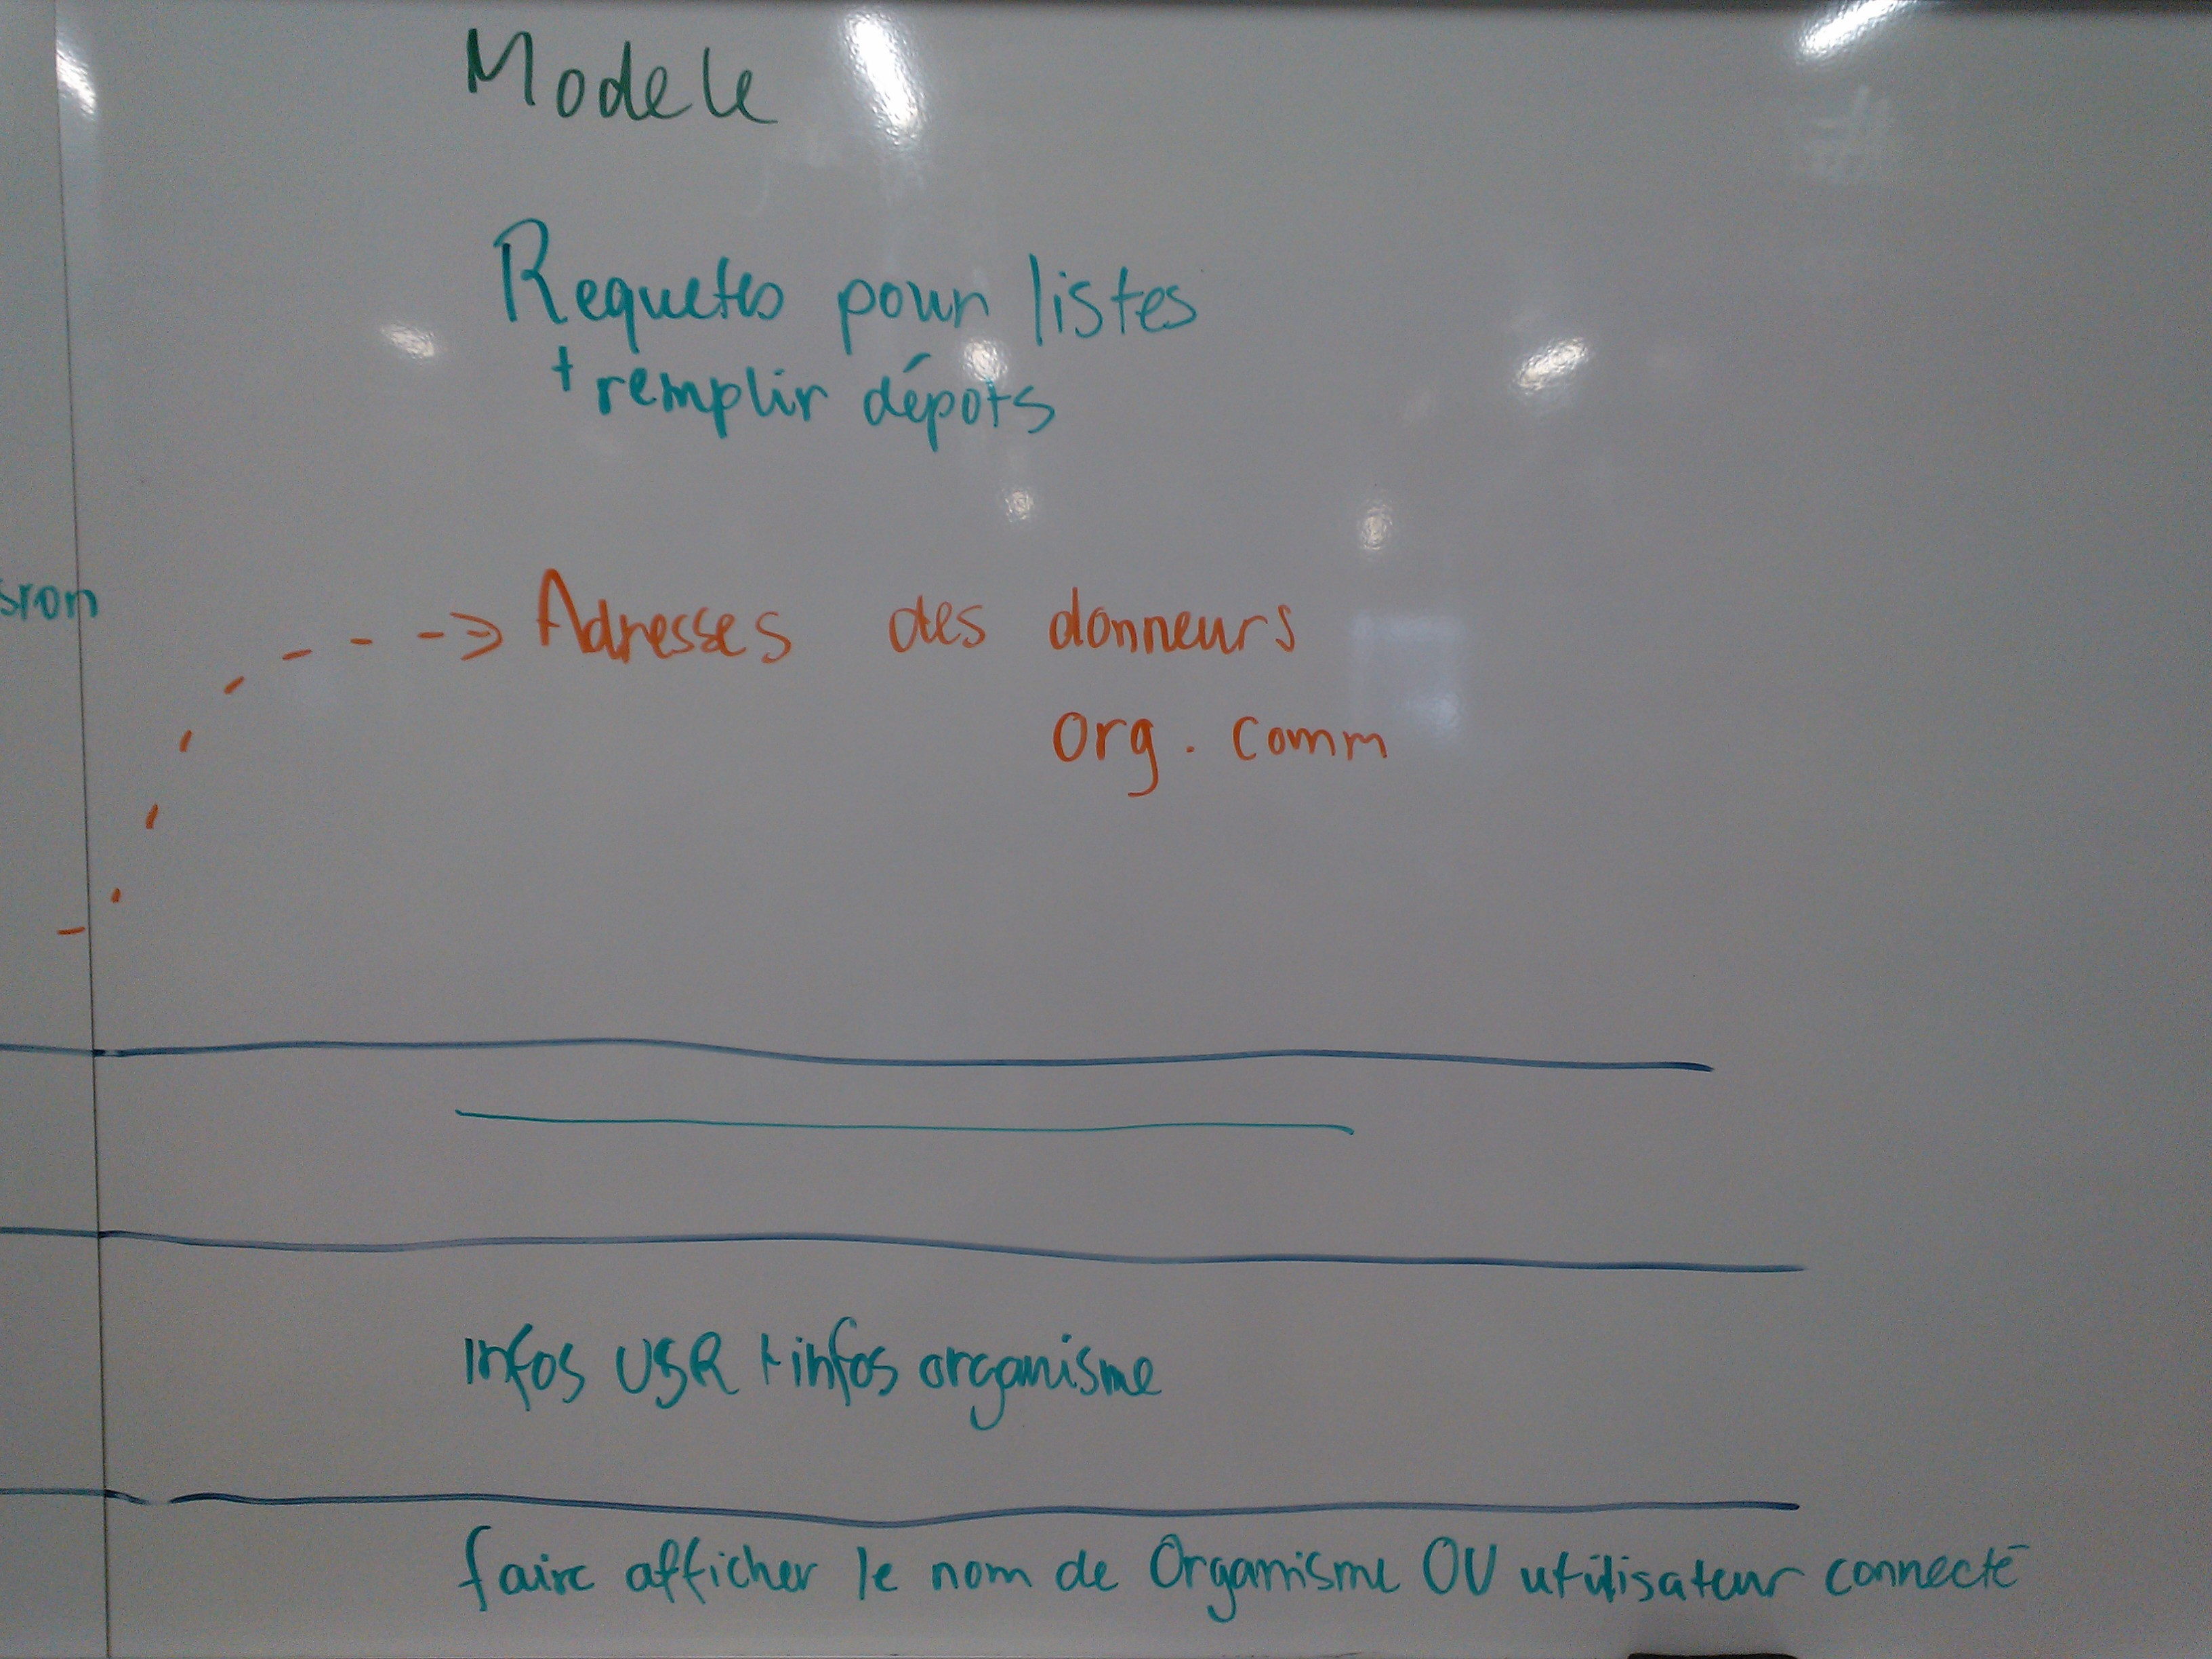 Modele
Requetes pour listes
+ remplir dépots
Adresses des donneurs
org. comm
Infos USR + infos organisme
faire afficher le nom de Organisme OU utilisateur connecté